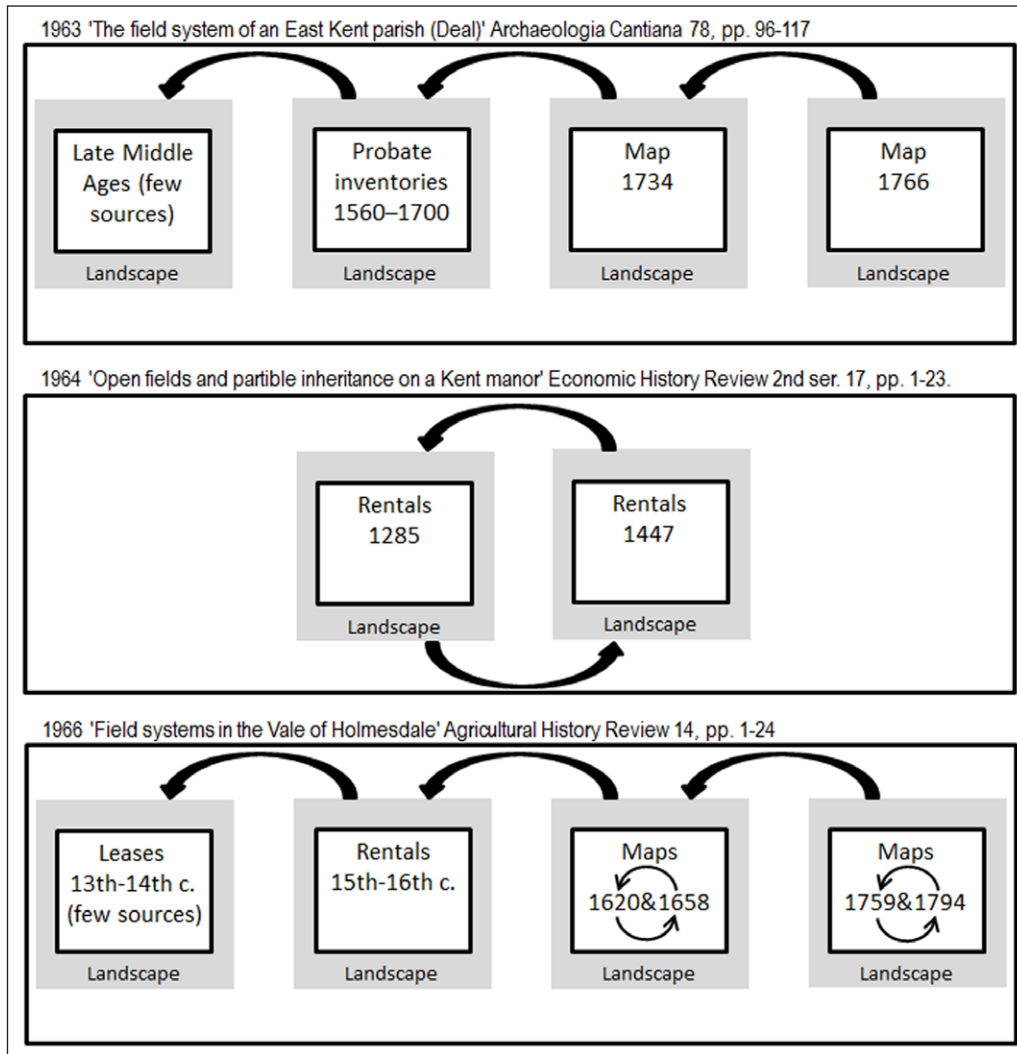 1963 'The field system of an East Kent parish (Deal)' Archaeologia Cantiana 78, pp. 96-117
Late Middle
Ages (few
sources)
Landscape
Probate
inventories
1560–1700
Landscape
Map
1734
Landscape
Map
1766
Landscape
1964 'Open fields and partible inheritance on a Kent manor' Economic History Review 2nd ser. 17, pp. 1-23.
Rentals
1285
Landscape
Rentals
1447
Landscape
1966 'Field systems in the Vale of Holmesdale' Agricultural History Review 14, pp. 1-24
Leases
13th-14th c.
(few sources)
Landscape
Rentals
15th-16th c.
Landscape
Maps
1620&1658
Landscape
Maps
1759&1794
Landscape